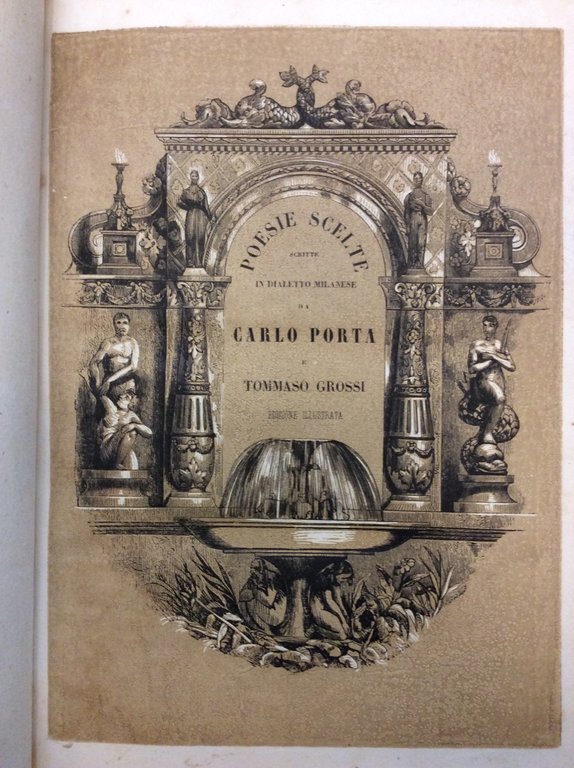 POESIE SCELTE
SCRITTE
IN DIALETTO MILANESE
DA
CARLO PORTA
E
TOMMASO GROSSI
EDIZIONE ILLUSTRATA